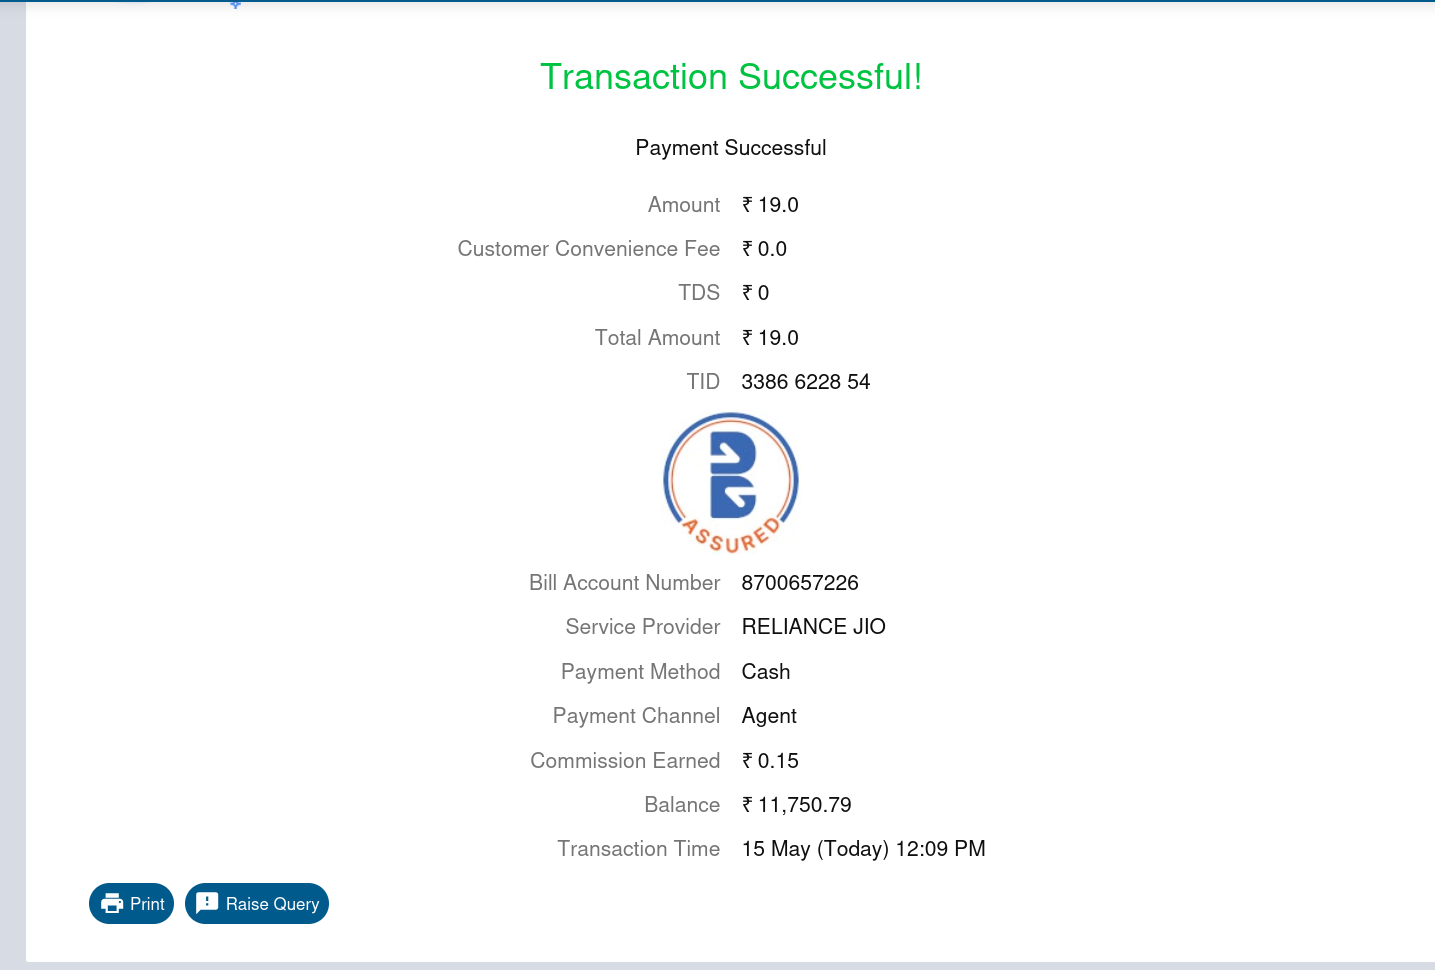 Transaction Successful!
Payment Successful
Amount ₹ 19.0
Customer Convenience Fee ₹ 0.0
TDS ₹ 0
Total Amount ₹ 19.0
TID 3386 6228 54
ASSURED
Bill Account Number 8700657226
Service Provider RELIANCE JIO
Payment Method Cash
Payment Channel Agent
Commission Earned ₹ 0.15
Balance ₹ 11,750.79
Transaction Time 15 May (Today) 12:09 PM
Print Raise Query